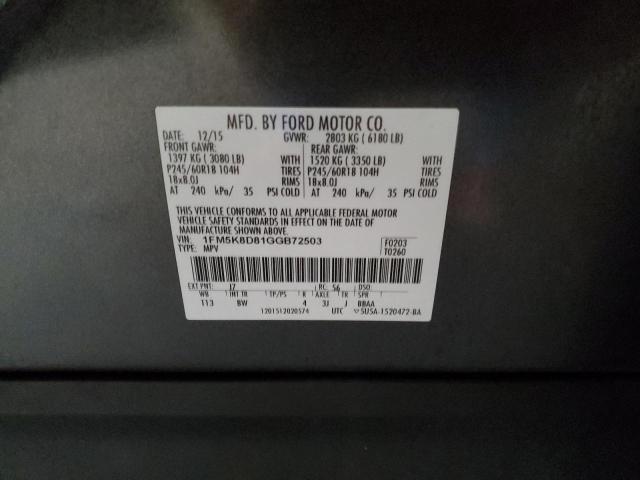 MFD. BY FORD MOTOR CO.
DATE: 12/15 GVWR: 2803 KG ( 6180 LB)
FRONT GAWR: REAR GAWR:
1397 KG ( 3080 LB) WITH 1520 KG ( 3350 LB) WITH
P245/60R18 104H TIRES P245/60R18 104H TIRES
18x8.0J RIMS 18x8.0J RIMS
AT 240 kPa/ 35 PSI COLD AT 240 kPa/ 35 PSI COLD
THIS VEHICLE CONFORMS TO ALL APPLICABLE FEDERAL MOTOR
VEHICLE SAFETY STANDARDS IN EFFECT ON THE DATE OF
MANUFACTURE SHOWN ABOVE.
VIN: 1FM5K8D81GGB72503 F0203
TYPE: MPV T0260
EXT PNT: J7 RC: 56 DSO:
WB INT TR TP/PS R AXLE TR SPR
T13 BW 4 3J J BBAA
1201512020574 UTC 5U5A-1520472-BA